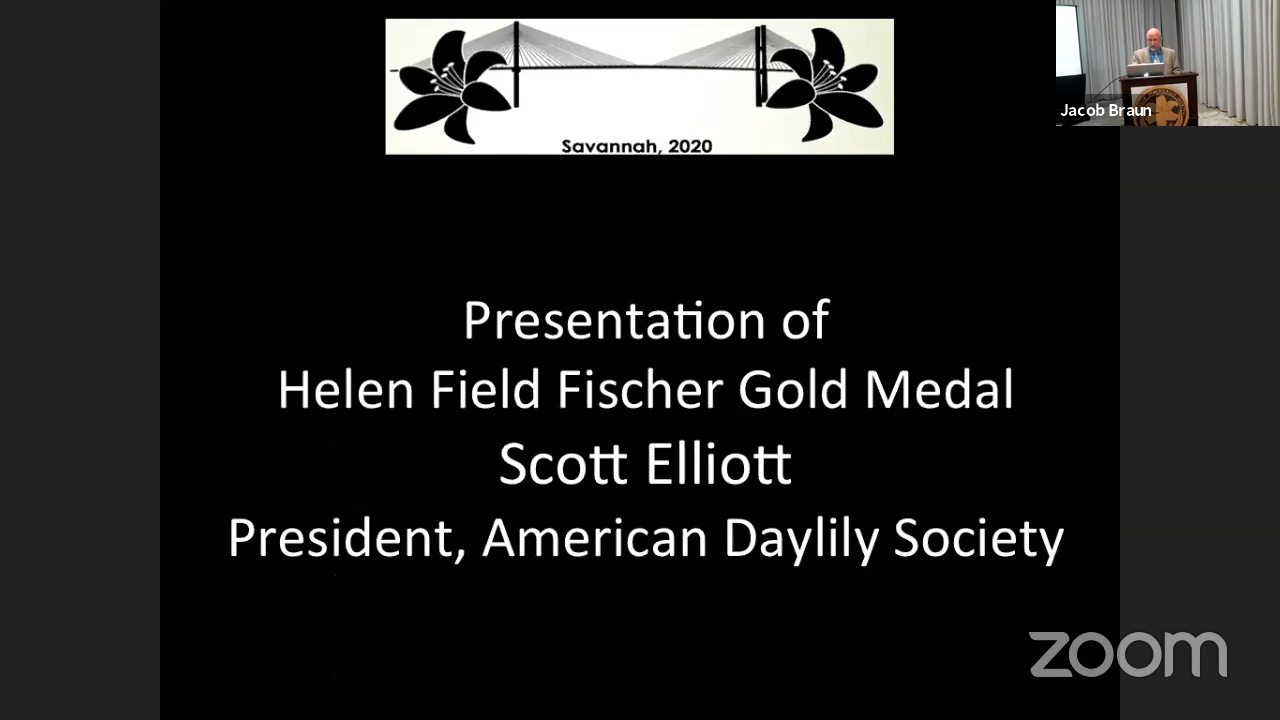 Savannah, 2020
Jacob Braun
Presentation of
Helen Field Fischer Gold Medal
Scott Elliott
President, American Daylily Society
zoom